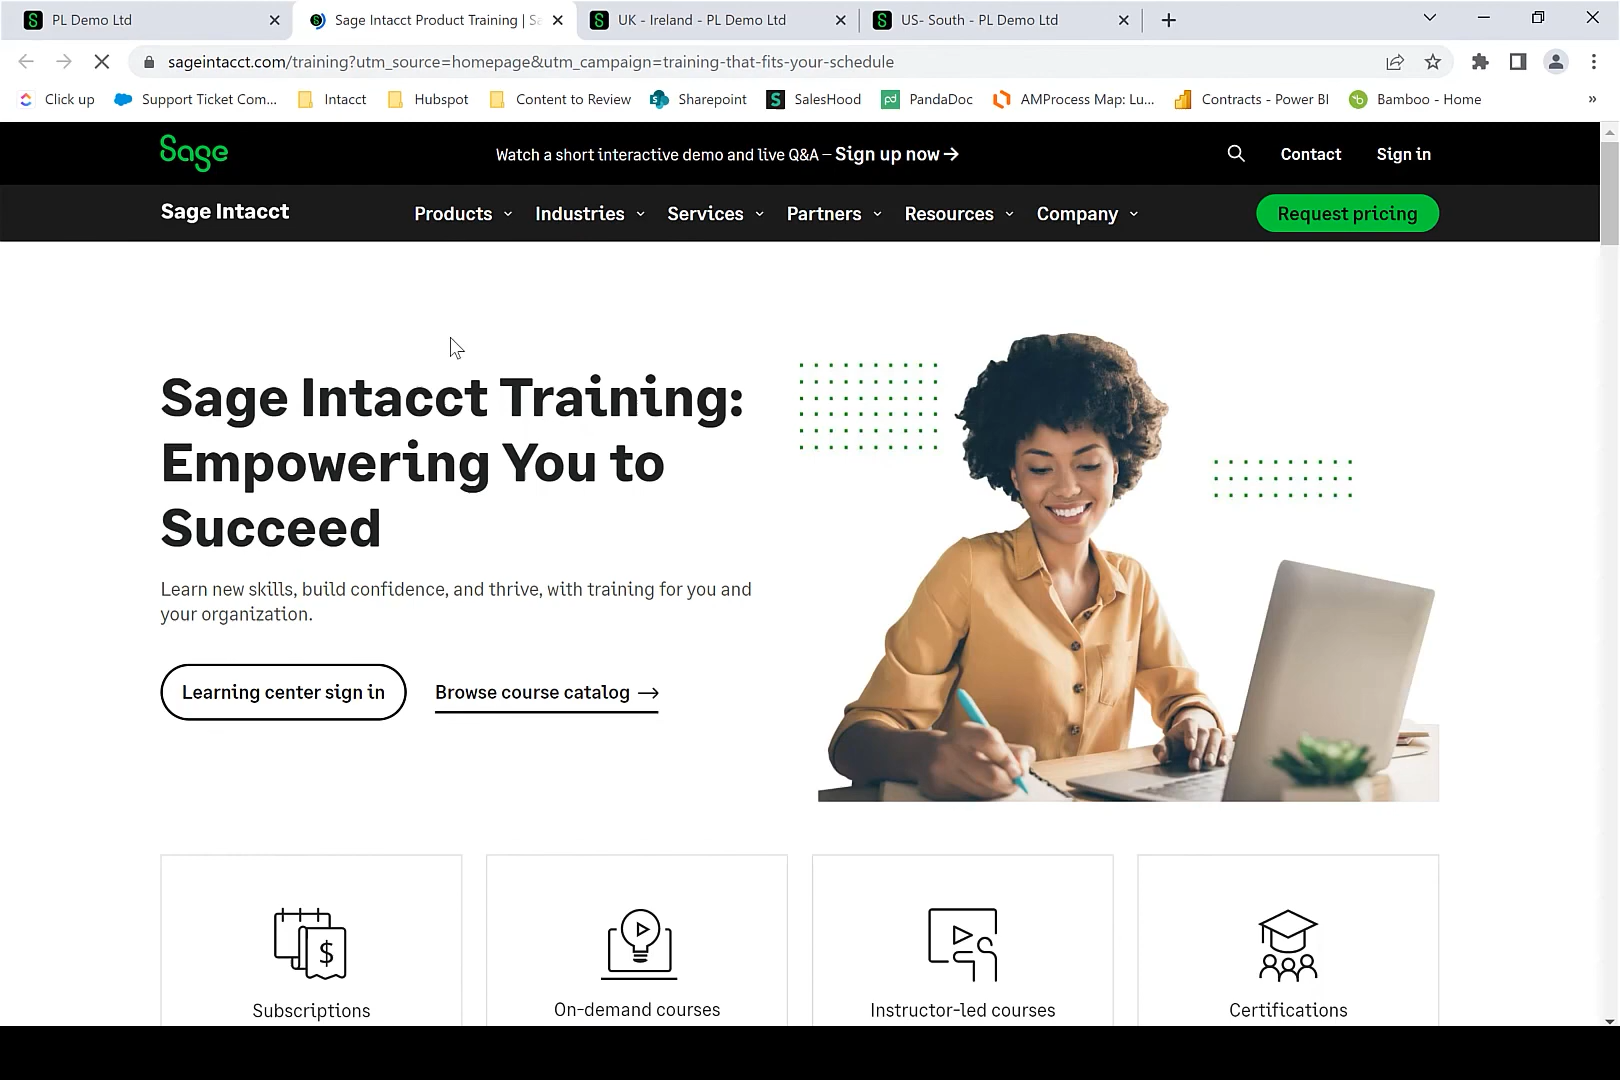 PL Demo Ltd
Sage Intacct Product Training | Sa
UK - Ireland - PL Demo Ltd
US- South - PL Demo Ltd
sageintacct.com/training?utm_source=homepage&utm_campaign=training-that-fits-your-schedule
Click up
Support Ticket Com...
Intacct
Hubspot
Content to Review
Sharepoint
SalesHood
PandaDoc
AMProcess Map: Lu...
Contracts - Power BI
Bamboo - Home
»
Sage
Watch a short interactive demo and live Q&A – Sign up now →
Contact
Sign in
Sage Intacct
Products
Industries
Services
Partners
Resources
Company
Request pricing
Sage Intacct Training:
Empowering You to
Succeed
Learn new skills, build confidence, and thrive, with training for you and
your organization.
Learning center sign in
Browse course catalog →
Subscriptions
On-demand courses
Instructor-led courses
Certifications